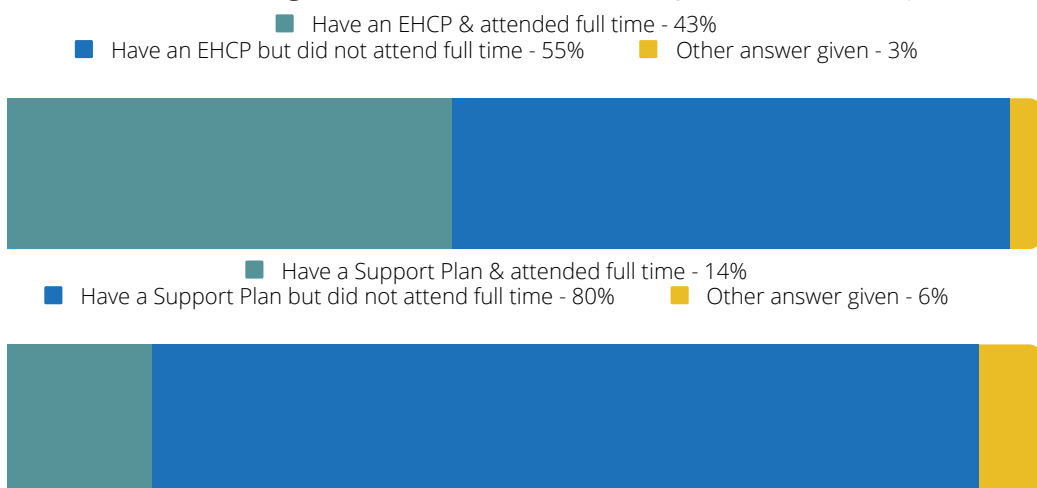 Have an EHCP & attended full time - 43%
Have an EHCP but did not attend full time - 55% Other answer given - 3%
Have a Support Plan & attended full time - 14%
Have a Support Plan but did not attend full time - 80% Other answer given - 6%